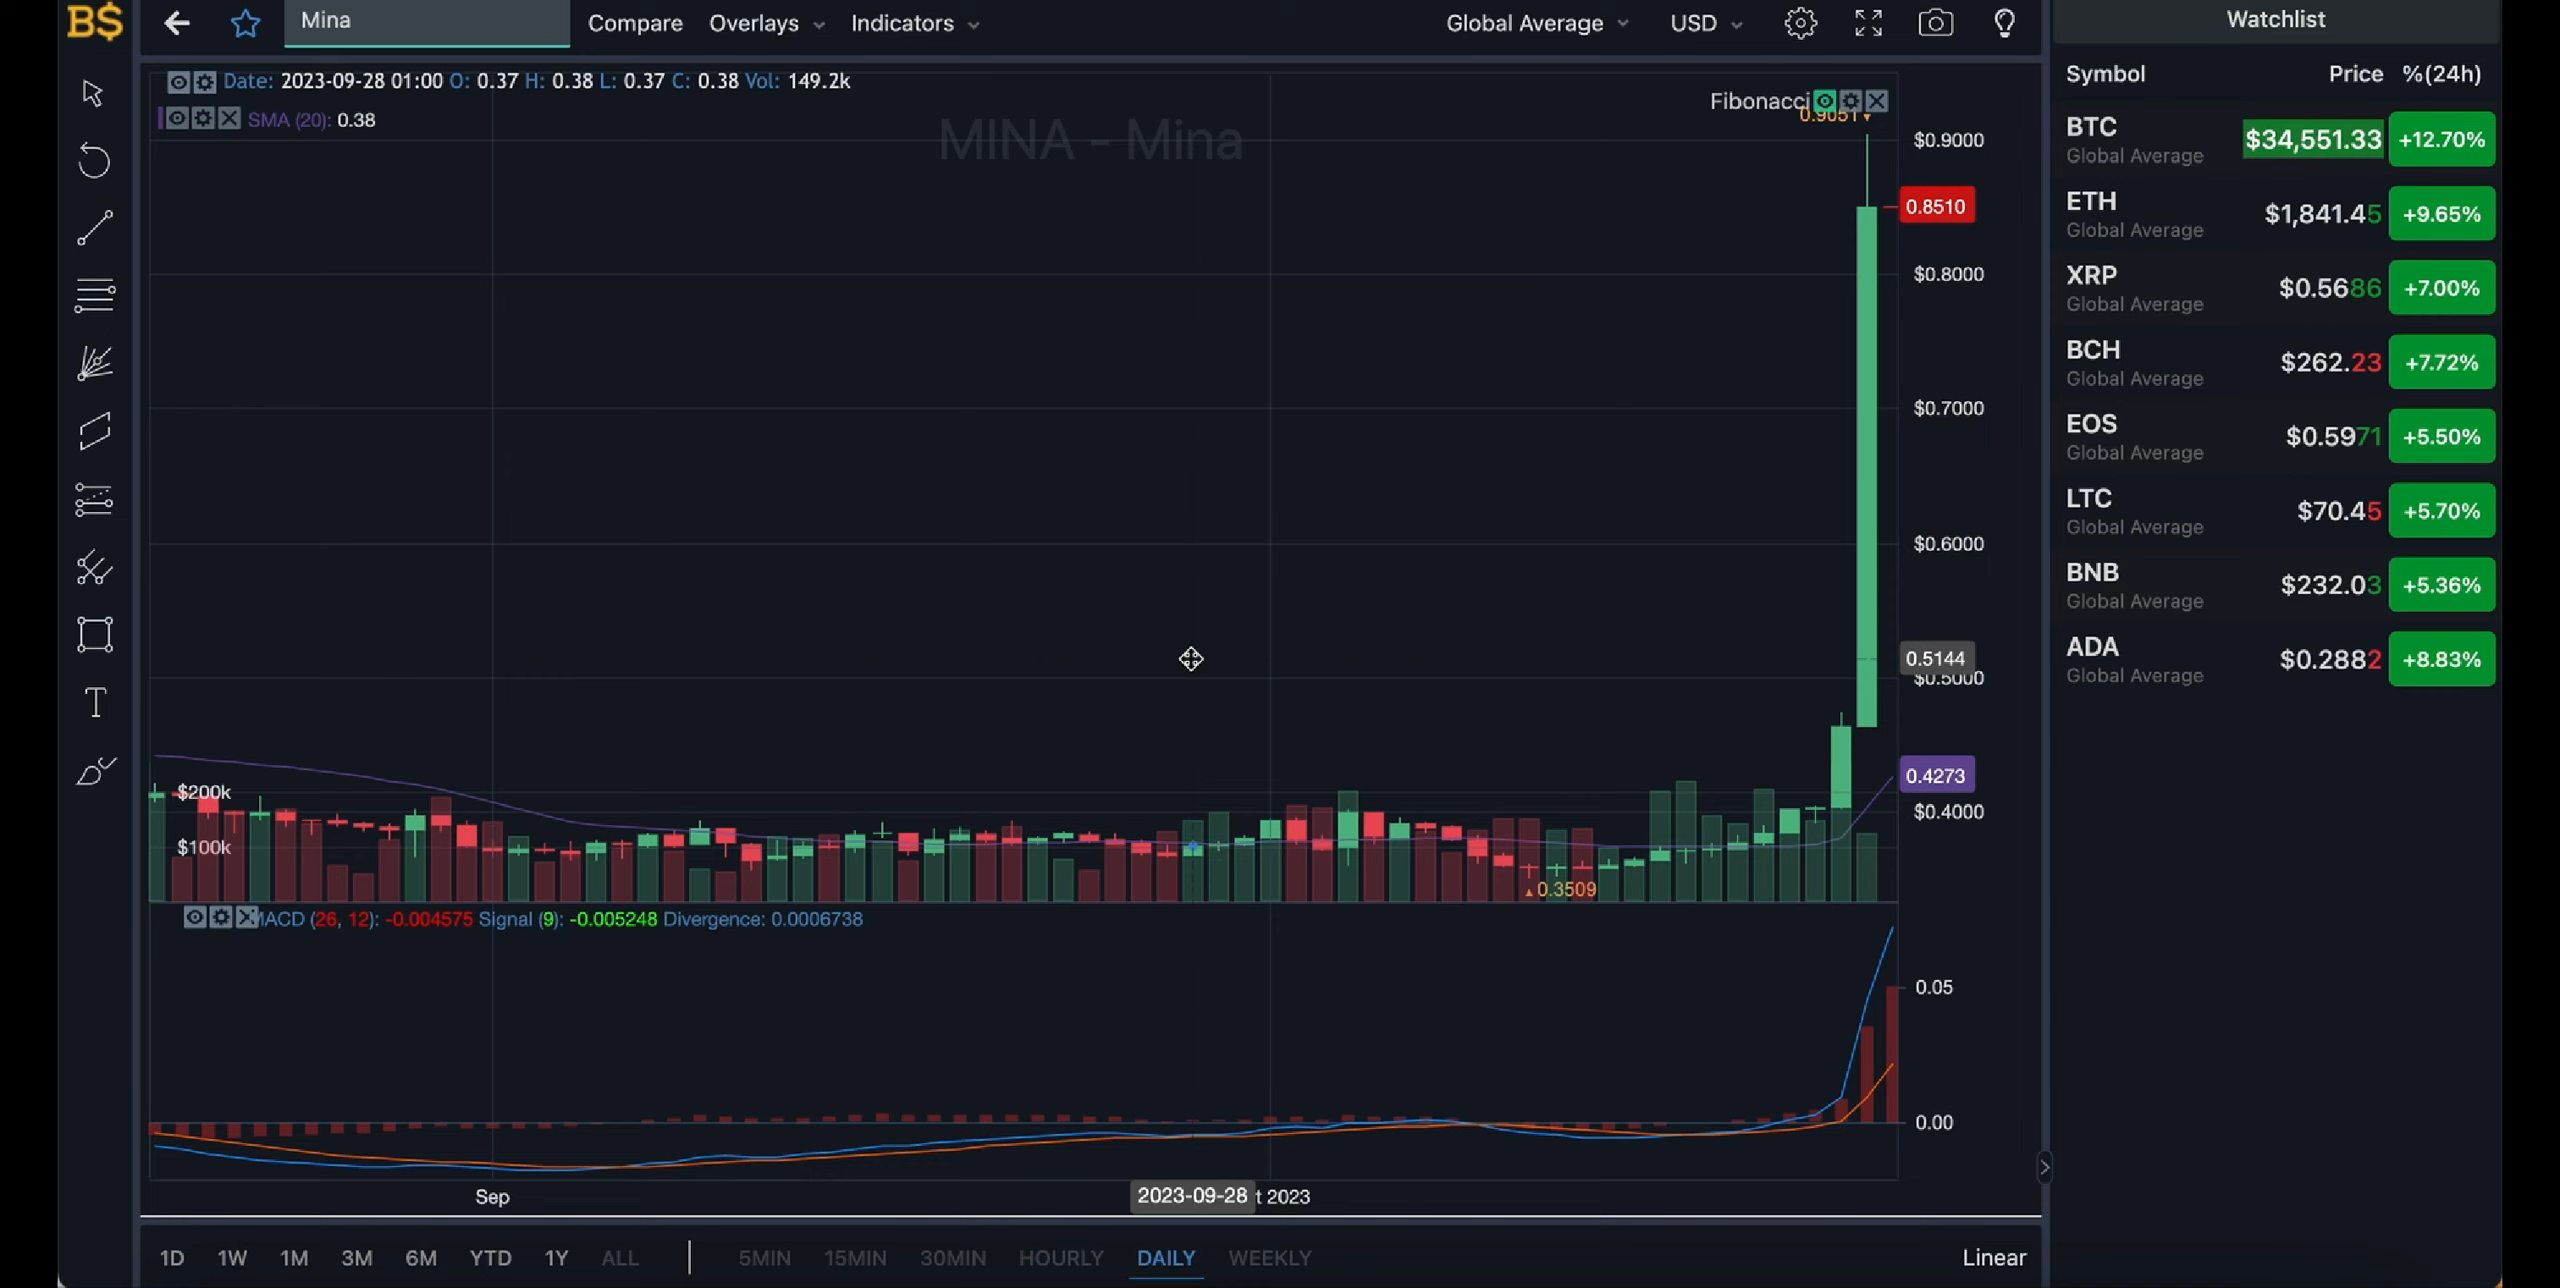 B$
Mina
Compare
Overlays
Indicators
Global Average
USD
Date: 2023-09-28 01:00 O: 0.37 H: 0.38 L: 0.37 C: 0.38 Vol: 149.2k
SMA (20): 0.38
MINA - Mina
Fibonacci
0.9051
$0.9000
0.8510
$0.8000
$0.7000
$0.6000
0.5144
$0.5000
0.4273
$0.4000
$200k
$100k
0.3509
MACD (26, 12): -0.004575 Signal (9): -0.005248 Divergence: 0.0006738
0.05
0.00
Sep
2023-09-28
t 2023
1D 1W 1M 3M 6M YTD 1Y ALL
5MIN 15MIN 30MIN HOURLY DAILY WEEKLY
Linear
Watchlist
Symbol Price %(24h)
BTC $34,551.33 +12.70%
Global Average
ETH $1,841.45 +9.65%
Global Average
XRP $0.5686 +7.00%
Global Average
BCH $262.23 +7.72%
Global Average
EOS $0.5971 +5.50%
Global Average
LTC $70.45 +5.70%
Global Average
BNB $232.03 +5.36%
Global Average
ADA $0.2882 +8.83%
Global Average